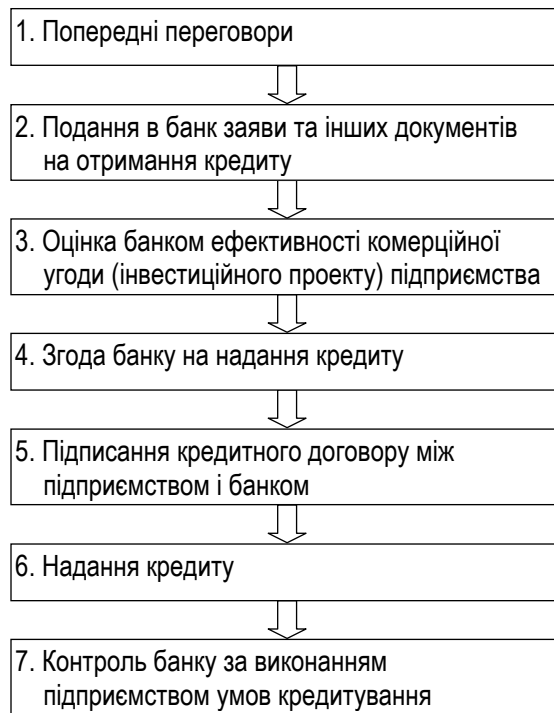 1. Попередні переговори
2. Подання в банк заяви та інших документів
на отримання кредиту
3. Оцінка банком ефективності комерційної
угоди (інвестиційного проекту) підприємства
4. Згода банку на надання кредиту
5. Підписання кредитного договору між
підприємством і банком
6. Надання кредиту
7. Контроль банку за виконанням
підприємством умов кредитування